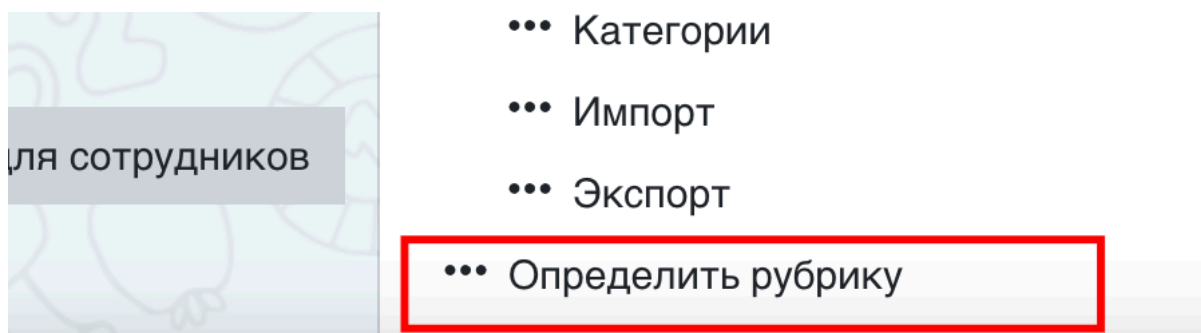 Категории
Импорт
для сотрудников
Экспорт
Определить рубрику